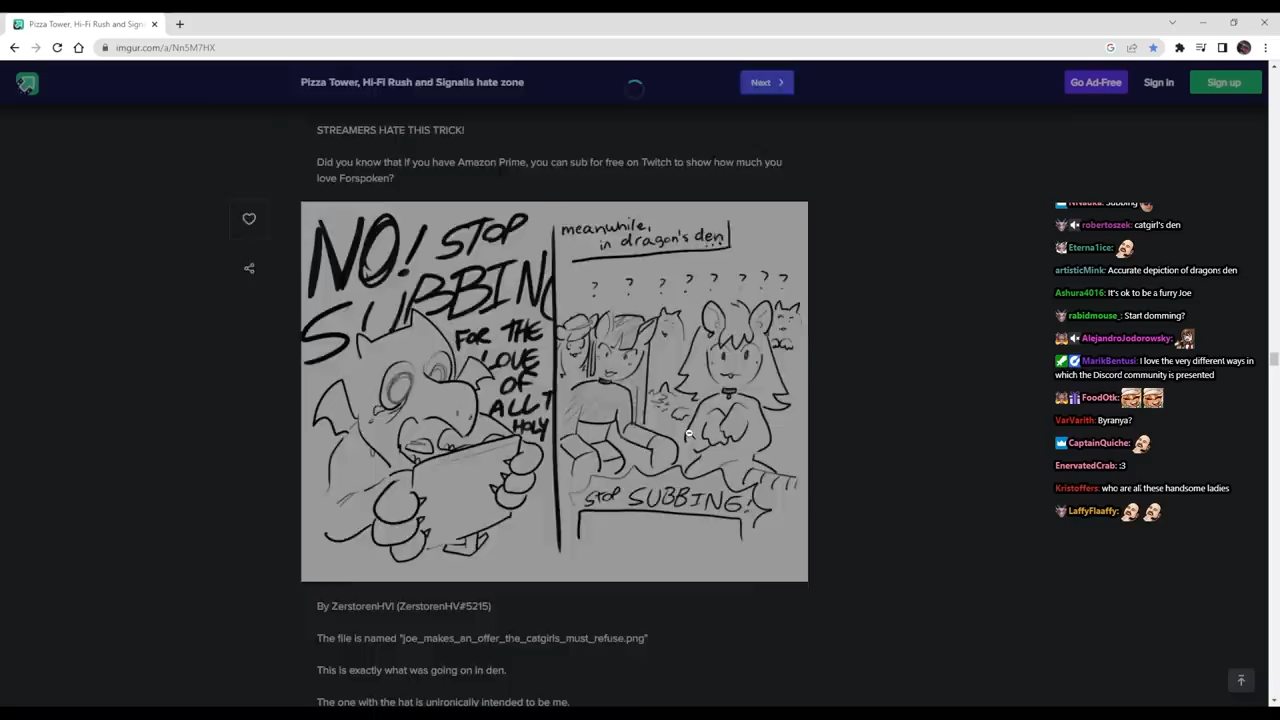 Pizza Tower, Hi-Fi Rush and Signa
imgur.com/a/Nn5M7HX
Pizza Tower, Hi-Fi Rush and Signalis hate zone
Next
Go Ad-Free
Sign in
Sign up
STREAMERS HATE THIS TRICK!
Did you know that if you have Amazon Prime, you can sub for free on Twitch to show how much you
love Forspoken?
NO! STOP
SUBBING
FOR THE
LOVE
OF
ALL T
HOLY
meanwhile,
in dragon's den...
? ? ? ? ? ? ? ?
STOP SUBBING!
By ZerstorenHV! (ZerstorenHV#5215)
The file is named "joe_makes_an_offer_the_catgirls_must_refuse.png"
This is exactly what was going on in den.
The one with the hat is unironically intended to be me.
NNauka: Subbing
robertoszek: catgirl's den
Eterna1ice:
artisticMink: Accurate depiction of dragons den
Ashura4016: It's ok to be a furry Joe
rabidmouse_: Start domming?
AlejandroJodorowsky:
MarikBentusi: I love the very different ways in
which the Discord community is presented
FoodOtk:
VarVarith: Byranya?
CaptainQuiche:
EnervatedCrab: :3
Kristoffers: who are all these handsome ladies
LaffyFlaaffy: